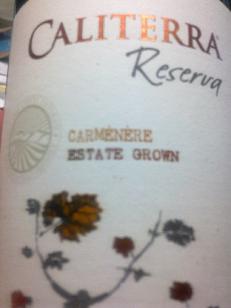 CALITERRA
Reserva
CARMÉNÈRE
ESTATE GROWN